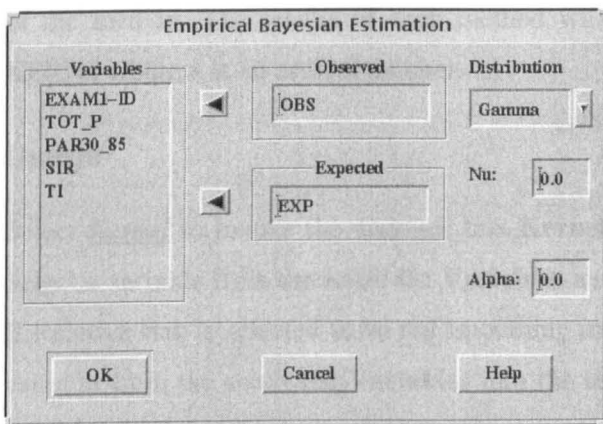 Empirical Bayesian Estimation
Variables
EXAM1-ID
TOT_P
PAR30_85
SIR
TI
Observed
OBS
Expected
EXP
Distribution
Gamma
Nu: 0.0
Alpha: 0.0
OK Cancel Help